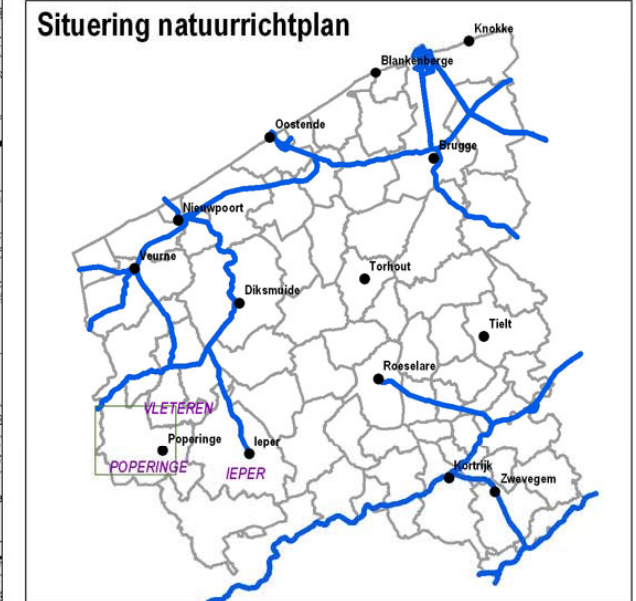 Situering natuurrichtplan
Knokke
Blankenberge
Oostende
Brugge
Nieuwpoort
Veurne
Torhout
Diksmuide
Tielt
Roeselare
VLETEREN
Poperinge
Ieper
POPERINGE
IEPER
Kortrijk
Zwevegem